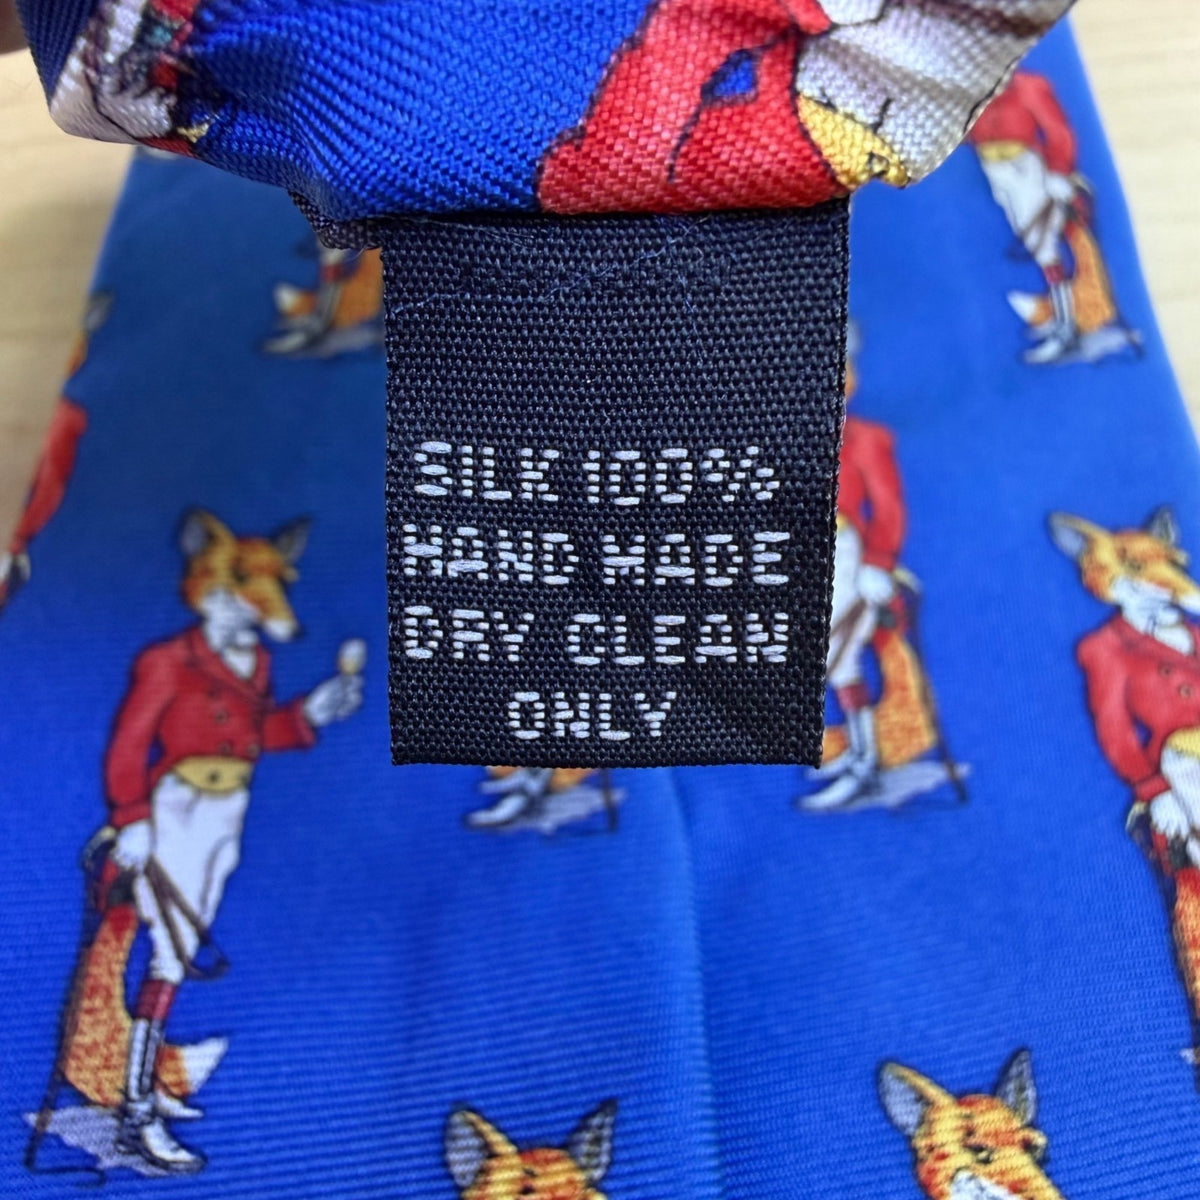 SILK 100%
HAND MADE
DRY CLEAN
ONLY